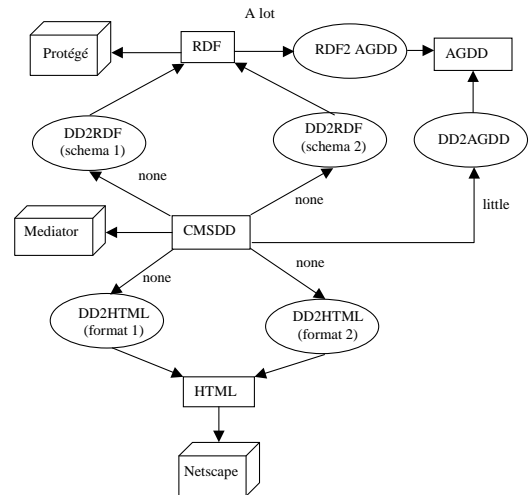 A lot
Protégé
RDF
RDF2 AGDD
AGDD
DD2RDF
(schema 1)
DD2RDF
(schema 2)
DD2AGDD
none
none
little
Mediator
CMSDD
none
none
DD2HTML
(format 1)
DD2HTML
(format 2)
HTML
Netscape